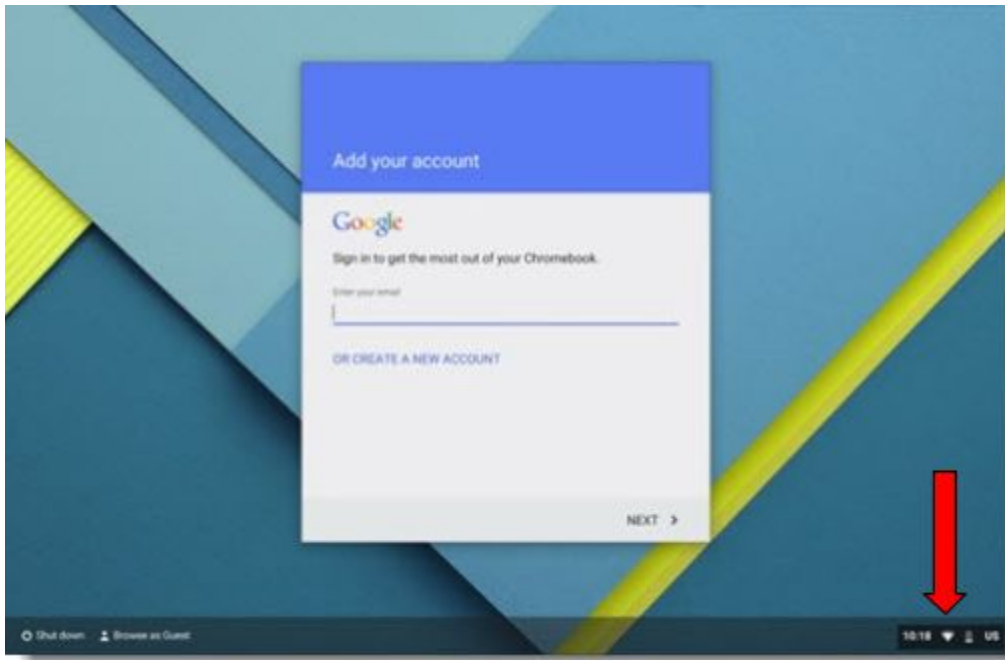 Add your account
Google
Sign in to get the most out of your Chromebook.
Enter your email
OR CREATE A NEW ACCOUNT
NEXT
Shut down Browse as Guest
10:18 US